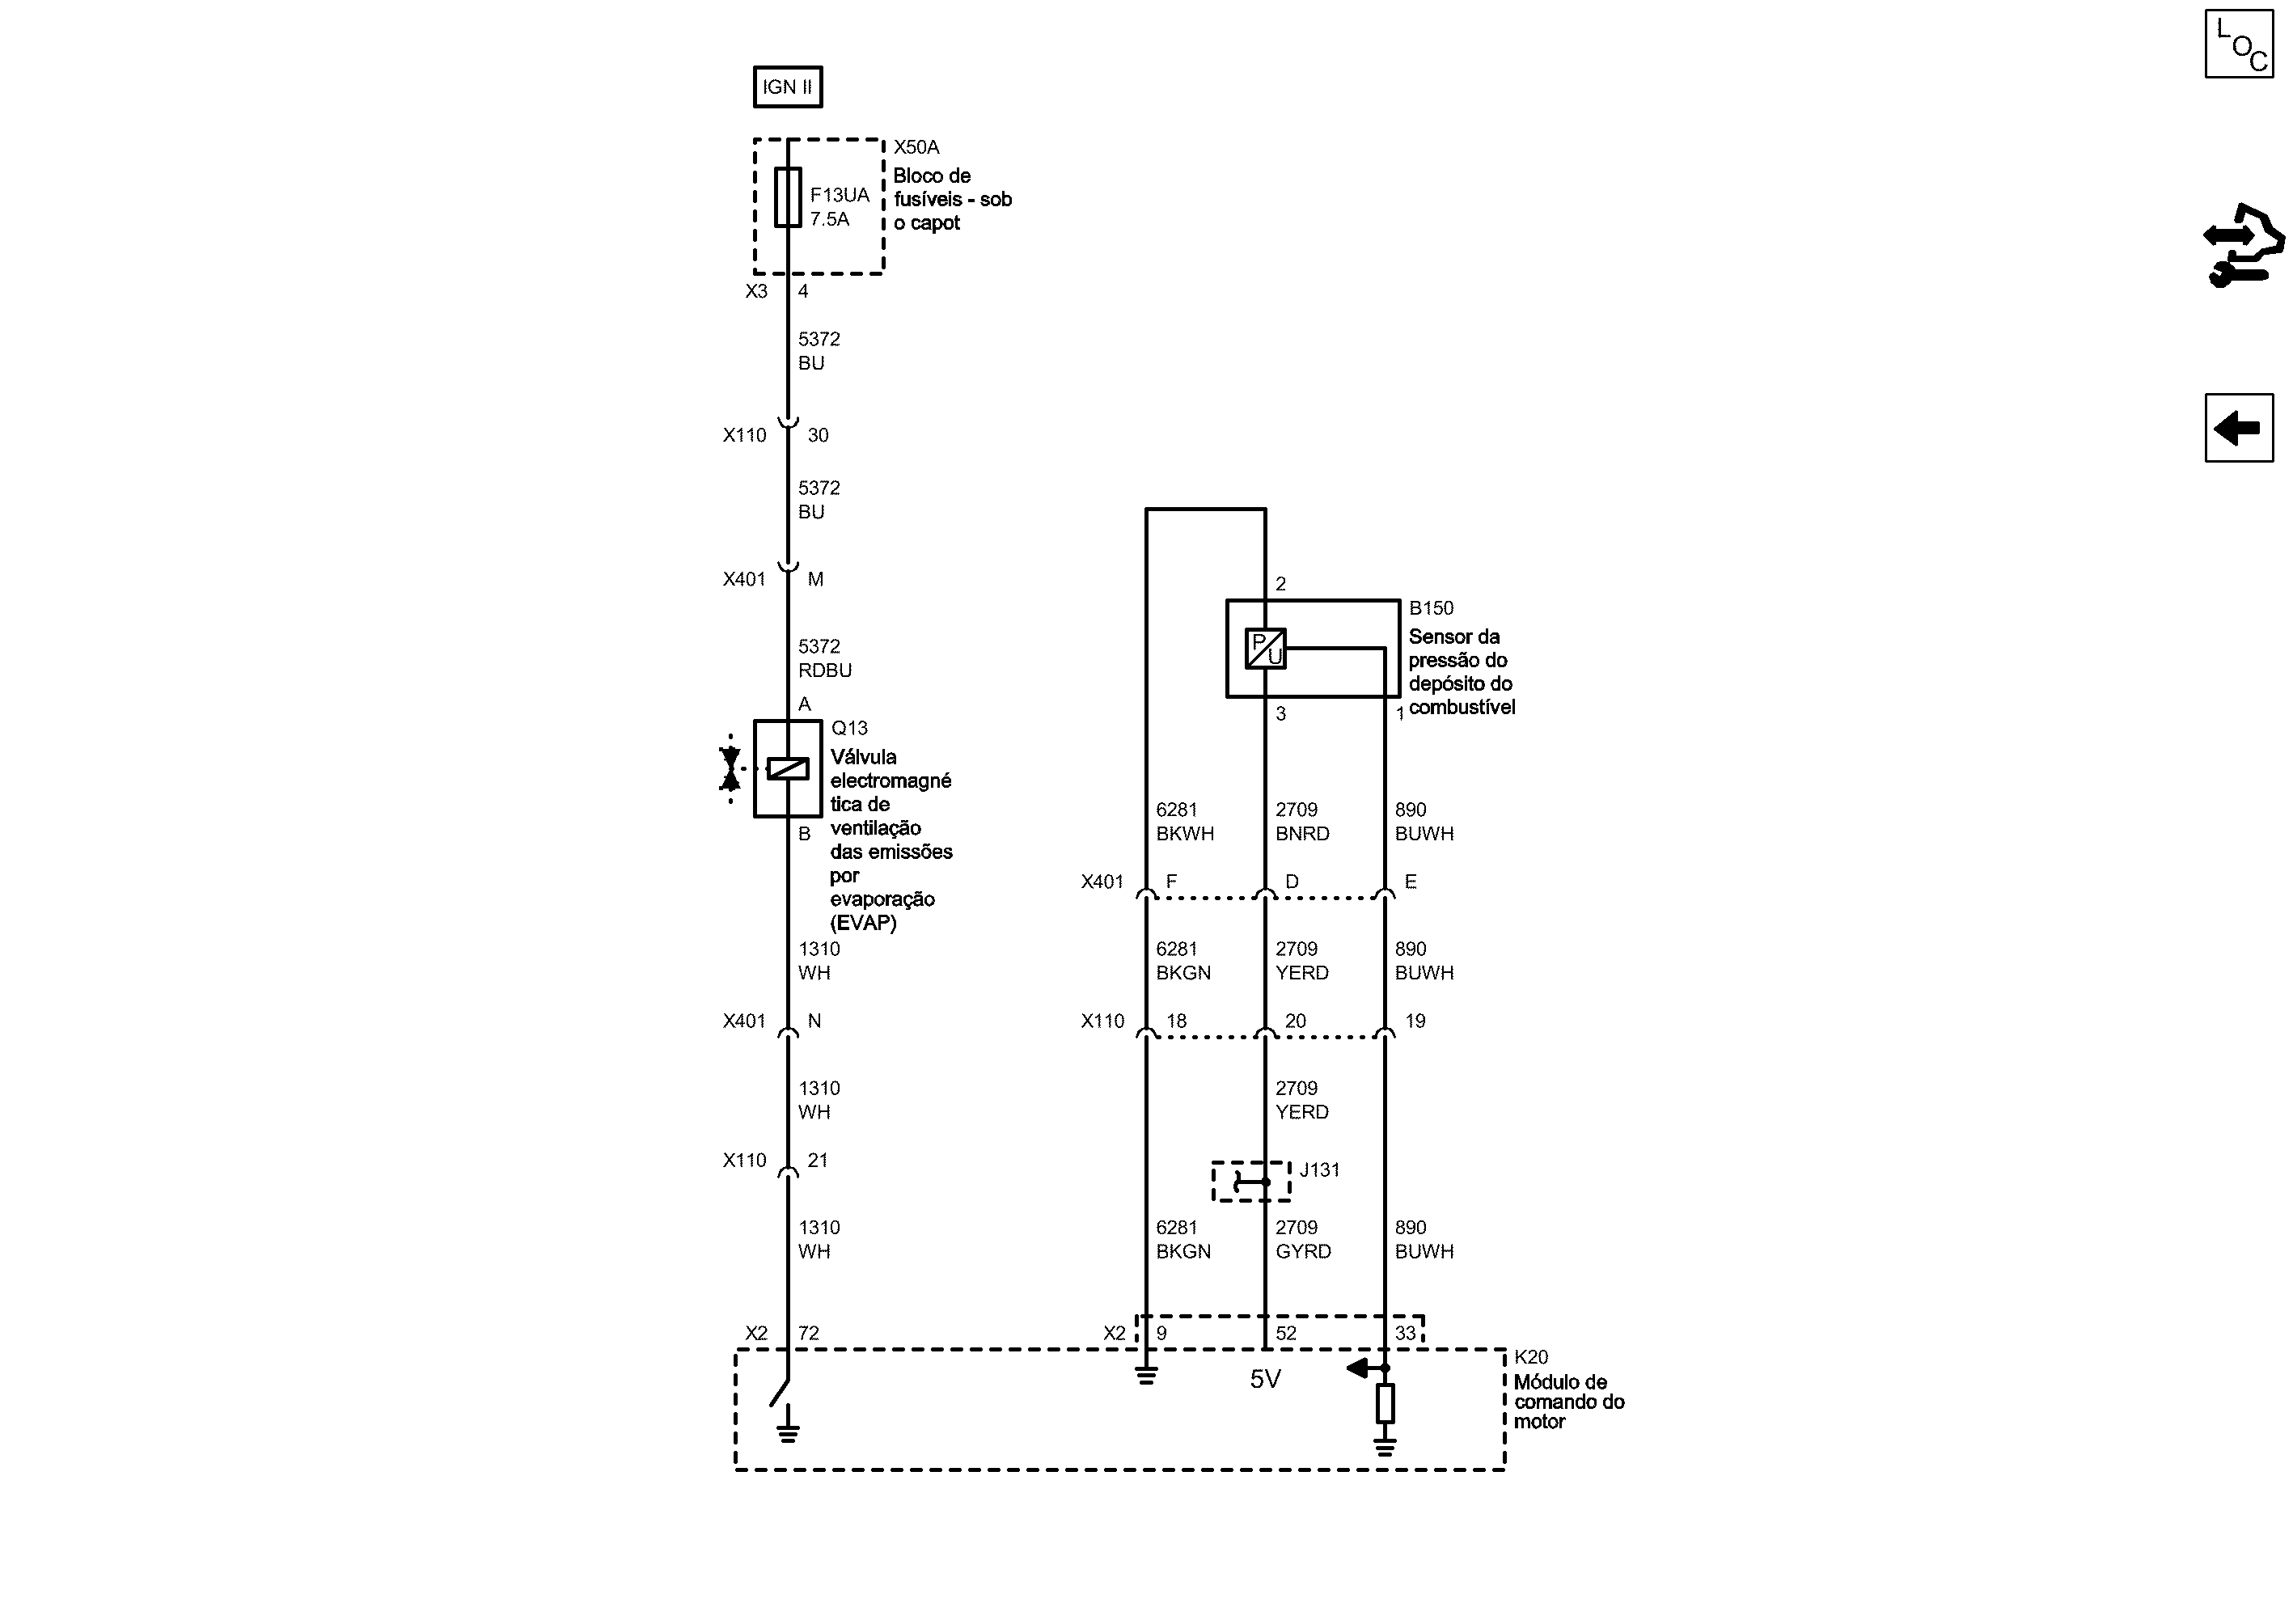 L
O
C
IGN II
X50A
Bloco de
fusíveis - sob
o capot
F13UA
7.5A
X3 4
5372
BU
X110 30
5372
BU
X401 M
5372
RDBU
A
Q13
Válvula
electromagné
tica de
ventilação
das emissões
por
evaporação
(EVAP)
B
1310
WH
X401 N
1310
WH
X110 21
1310
WH
X2 72
2
B150
Sensor da
pressão do
depósito do
combustível
P
U
3 1
6281 2709 890
BKWH BNRD BUWH
X401 F D E
6281 2709 890
BKGN YERD BUWH
X110 18 20 19
2709
YERD
J131
6281 2709 890
BKGN GYRD BUWH
X2 9 52 33
5V
K20
Módulo de
comando do
motor